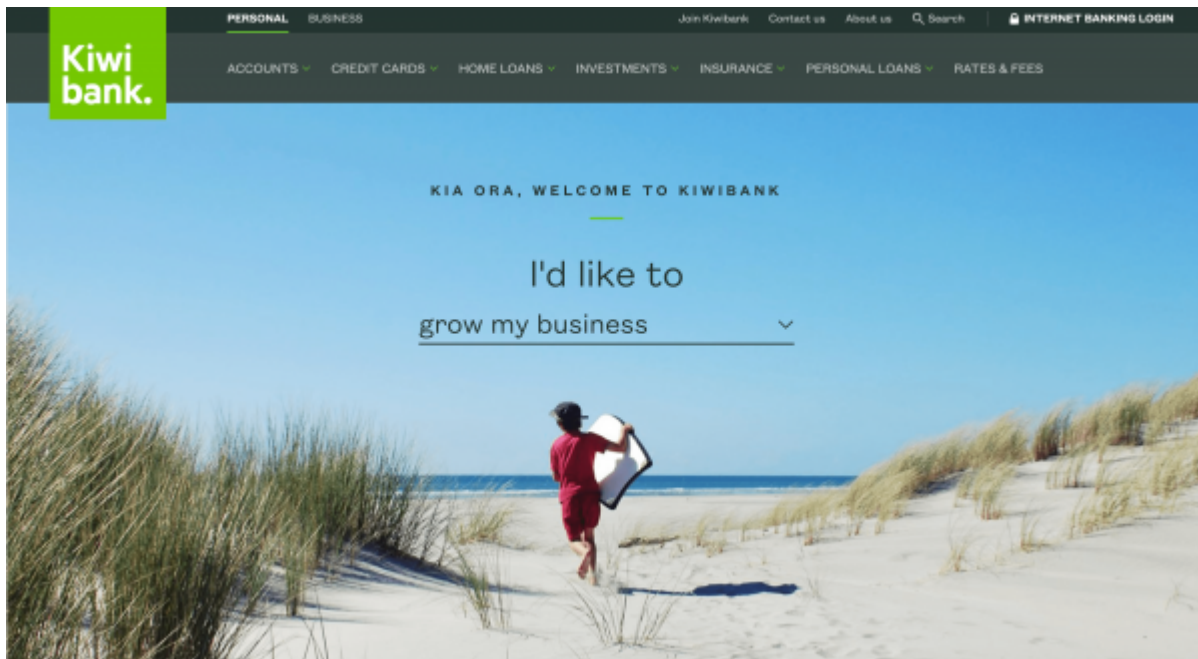 PERSONAL BUSINESS Join Kiwibank Contact us About us Search INTERNET BANKING LOGIN
Kiwi
bank.
ACCOUNTS CREDIT CARDS HOME LOANS INVESTMENTS INSURANCE PERSONAL LOANS RATES & FEES
KIA ORA, WELCOME TO KIWIBANK
I'd like to
grow my business